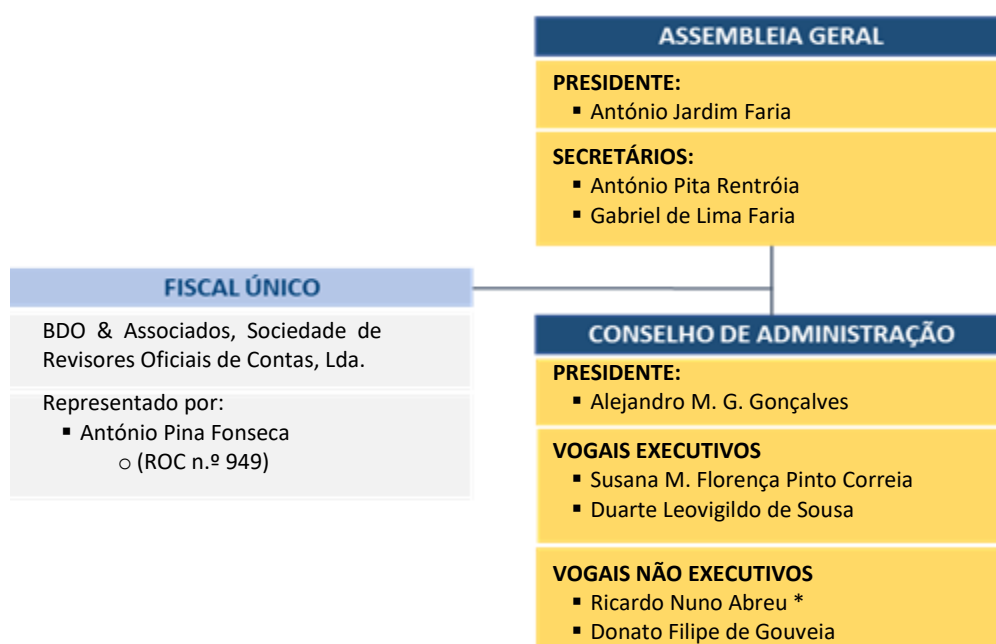 ASSEMBLEIA GERAL
PRESIDENTE:
▪ António Jardim Faria
SECRETÁRIOS:
▪ António Pita Rentróia
▪ Gabriel de Lima Faria
FISCAL ÚNICO
BDO & Associados, Sociedade de
Revisores Oficiais de Contas, Lda.
Representado por:
▪ António Pina Fonseca
o (ROC n.º 949)
CONSELHO DE ADMINISTRAÇÃO
PRESIDENTE:
▪ Alejandro M. G. Gonçalves
VOGAIS EXECUTIVOS
▪ Susana M. Florença Pinto Correia
▪ Duarte Leovigildo de Sousa
VOGAIS NÃO EXECUTIVOS
▪ Ricardo Nuno Abreu *
▪ Donato Filipe de Gouveia